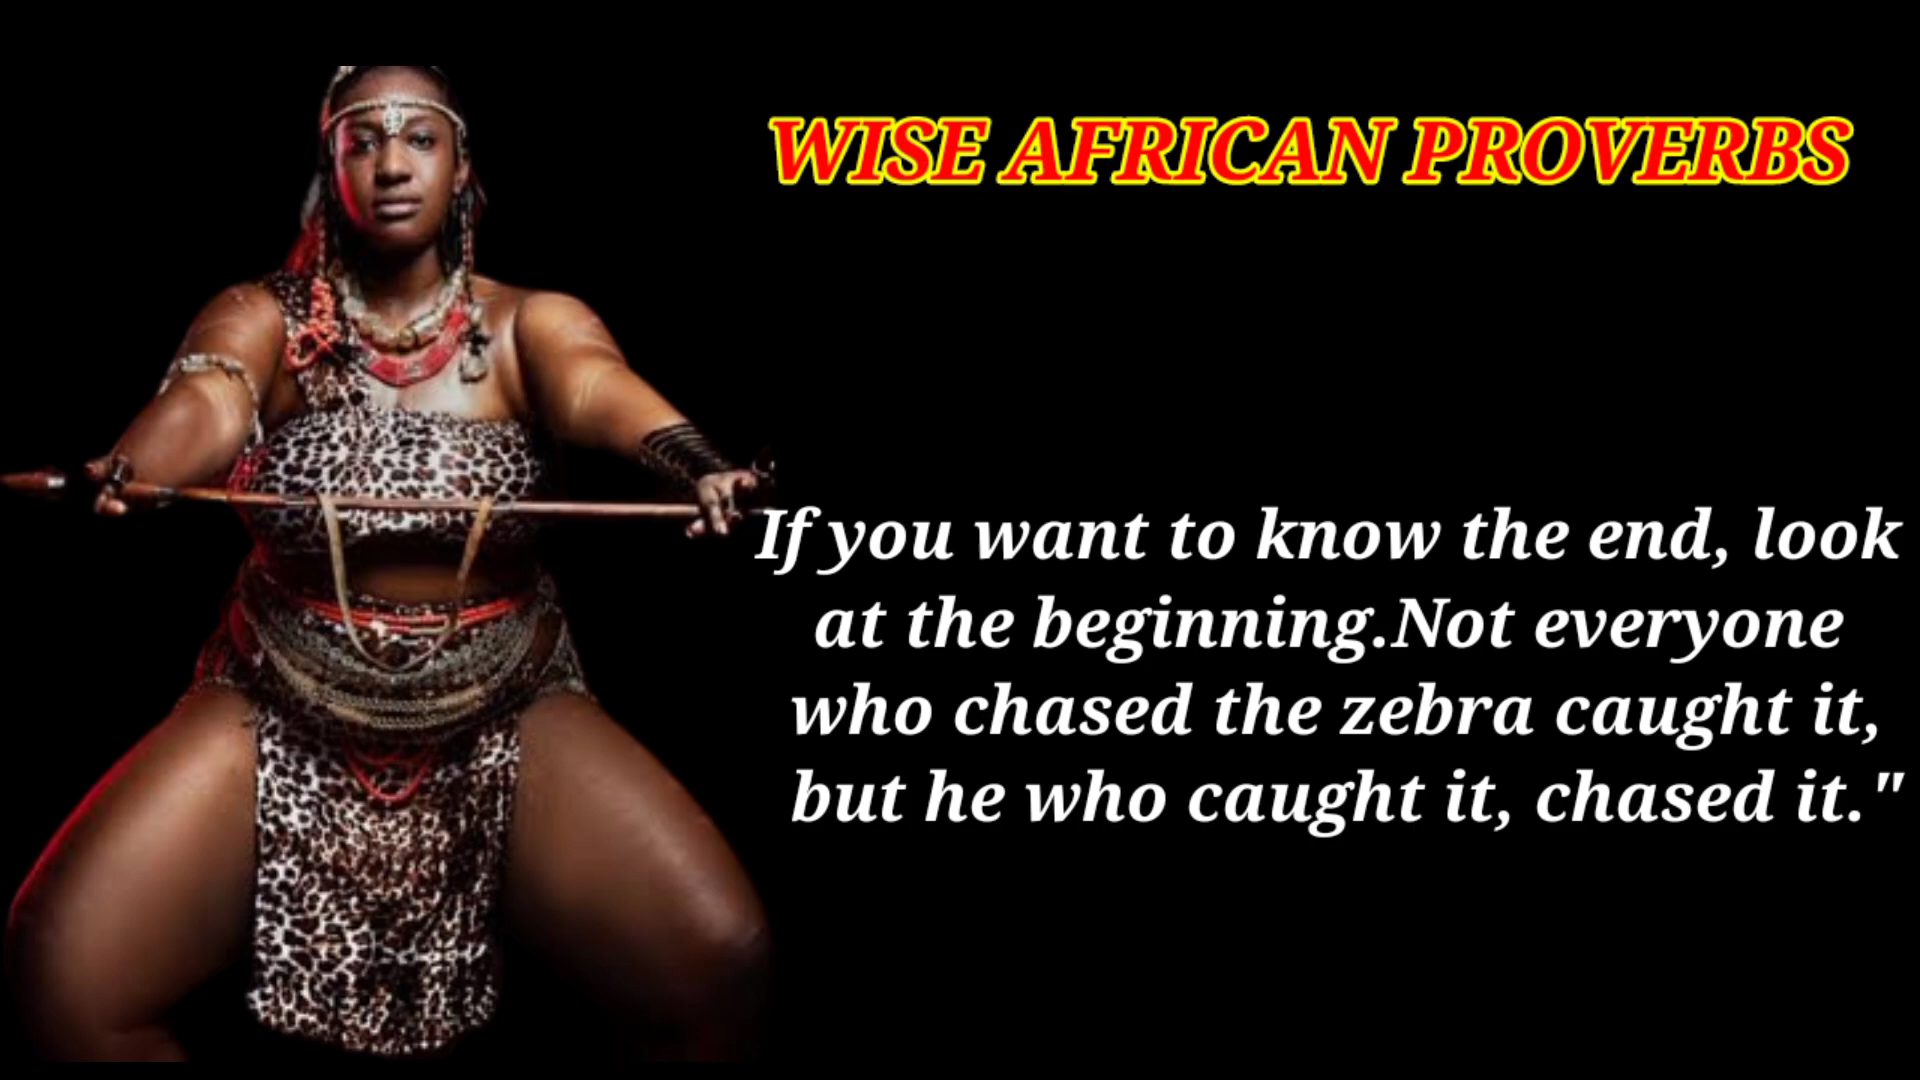 WISE AFRICAN PROVERBS
If you want to know the end, look
at the beginning.Not everyone
who chased the zebra caught it,
but he who caught it, chased it."